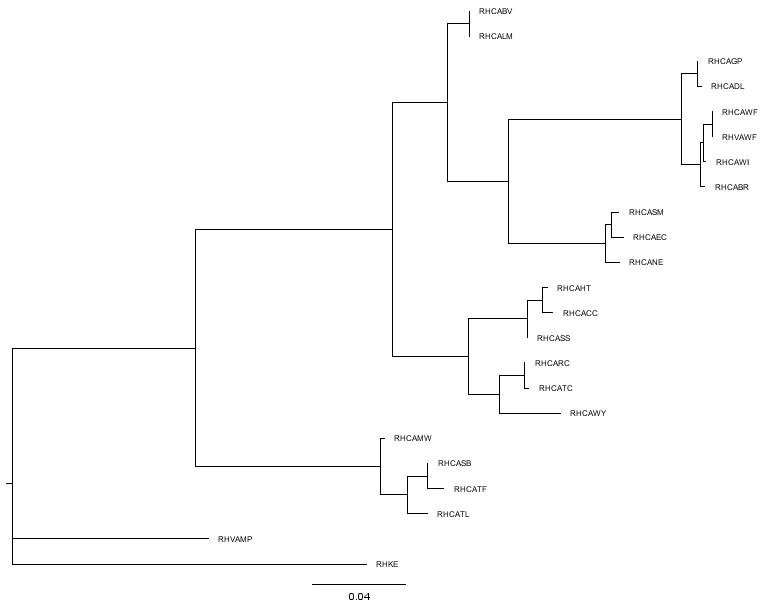 RHCABV
RHCALM
RHCAGP
RHCADL
RHCAWF
RHVAWF
RHCAWI
RHCABR
RHCASM
RHCAEC
RHCANE
RHCAHT
RHCACC
RHCASS
RHCARC
RHCATC
RHCAWY
RHCAMW
RHCASB
RHCATF
RHCATL
RHVAMP
RHKE
0.04